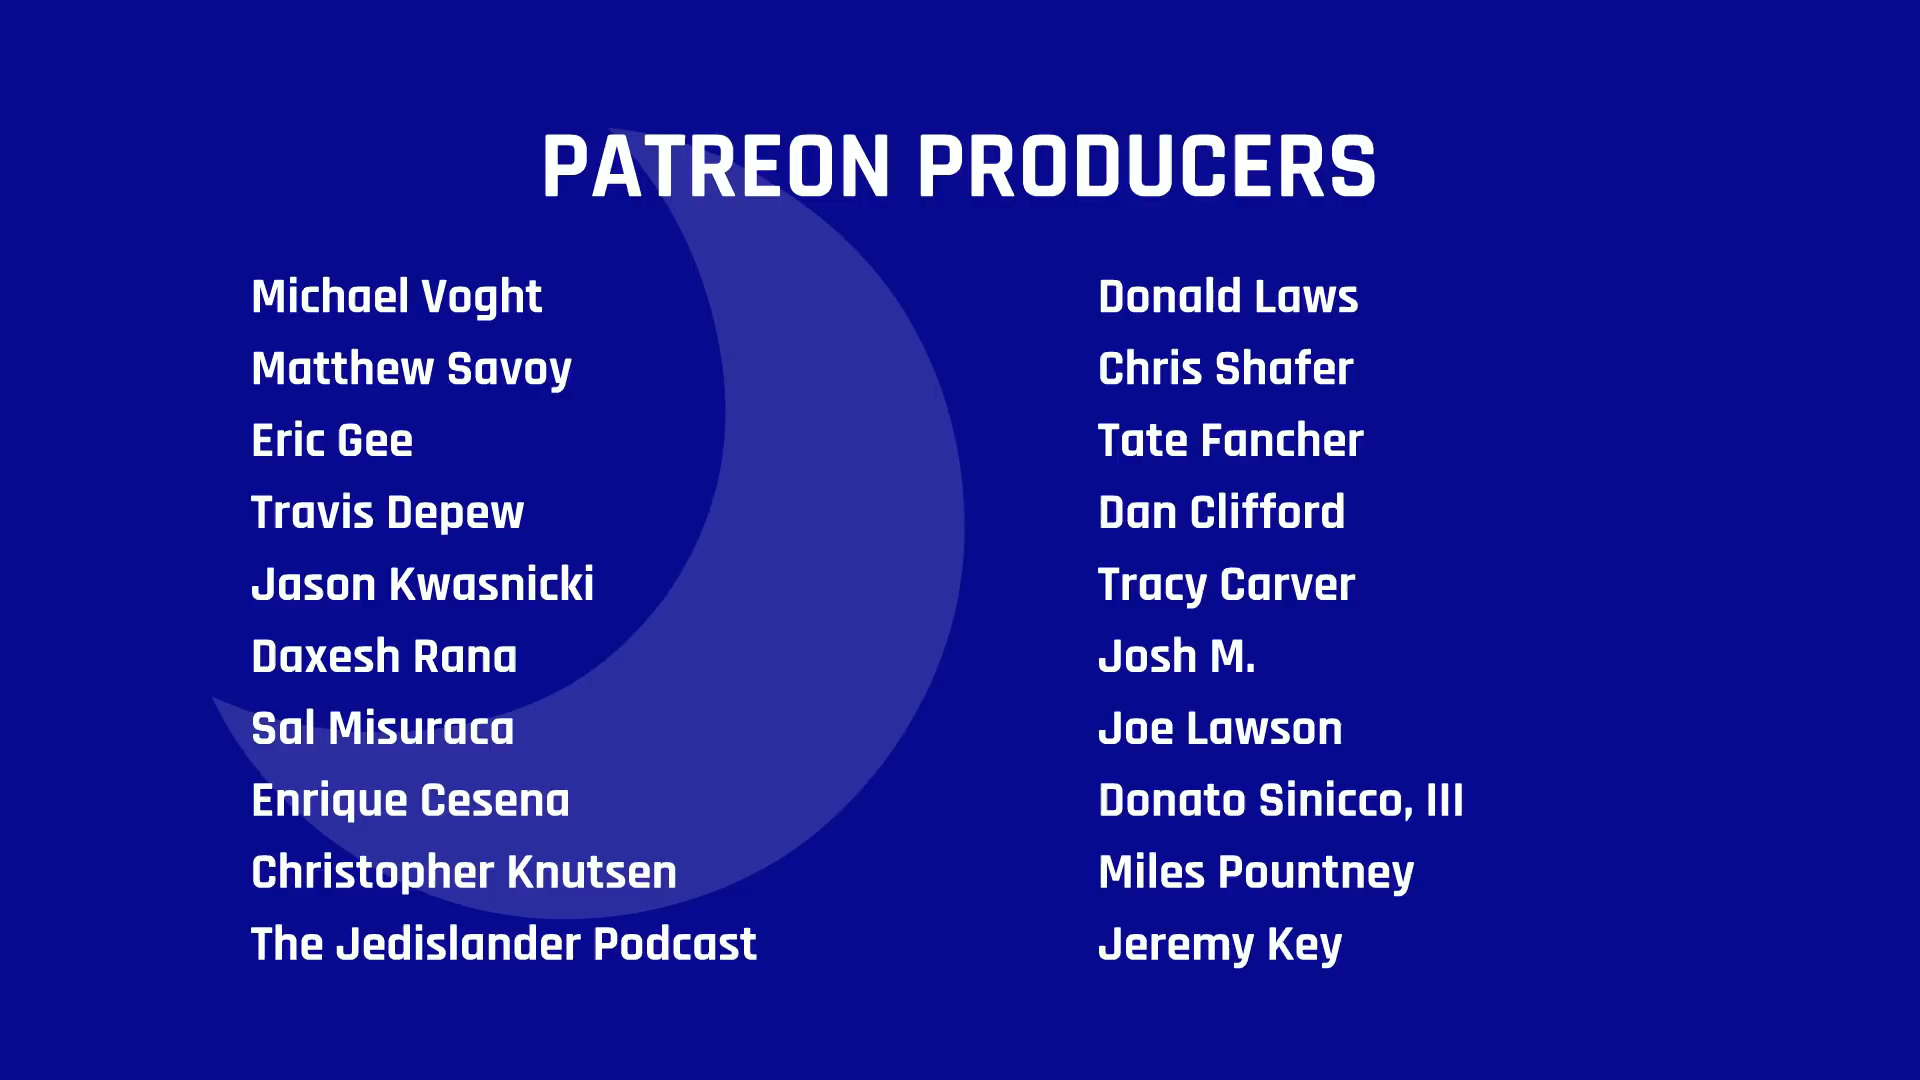 PATREON PRODUCERS
Michael Voght
Matthew Savoy
Eric Gee
Travis Depew
Jason Kwasnicki
Daxesh Rana
Sal Misuraca
Enrique Cesena
Christopher Knutsen
The Jedislander Podcast
Donald Laws
Chris Shafer
Tate Fancher
Dan Clifford
Tracy Carver
Josh M.
Joe Lawson
Donato Sinicco, III
Miles Pountney
Jeremy Key